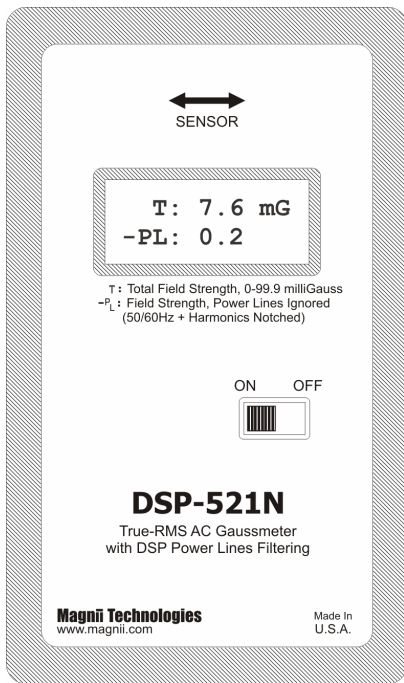 SENSOR
T: 7.6 mG
-PL: 0.2
T : Total Field Strength, 0-99.9 milliGauss
-PL : Field Strength, Power Lines Ignored
(50/60Hz + Harmonics Notched)
ON OFF
DSP-521N
True-RMS AC Gaussmeter
with DSP Power Lines Filtering
Magnii Technologies
www.magnii.com
Made In
U.S.A.